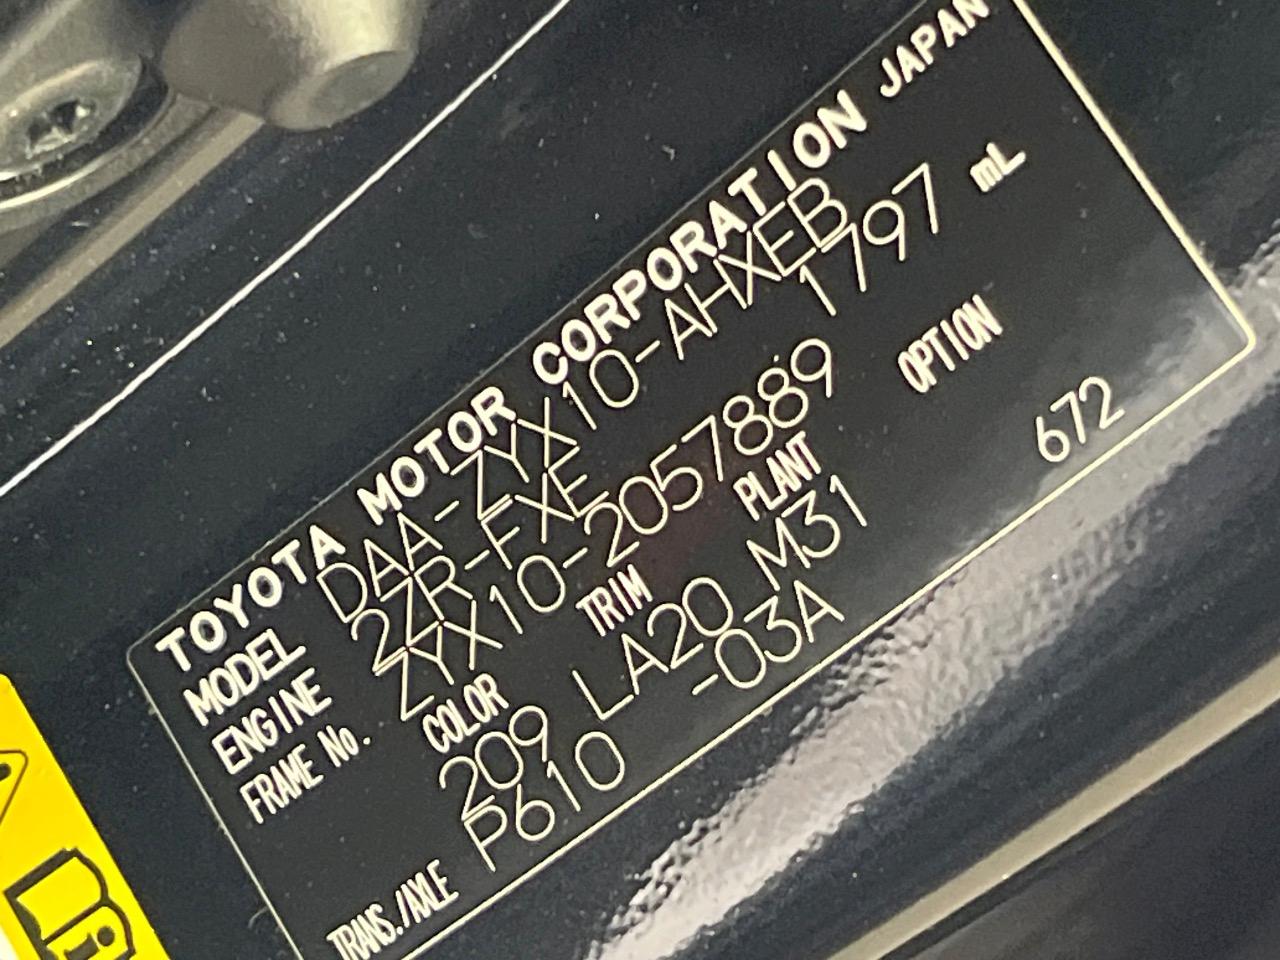 TOYOTA MOTOR CORPORATION JAPAN
MODEL DAA-ZYX10-AHXEB
ENGINE 2ZR-FXE 1797 mL
FRAME No. ZYX10-2057889
COLOR TRIM PLANT OPTION
209 LA20 M31 672
TRANS./AXLE P610 -03A